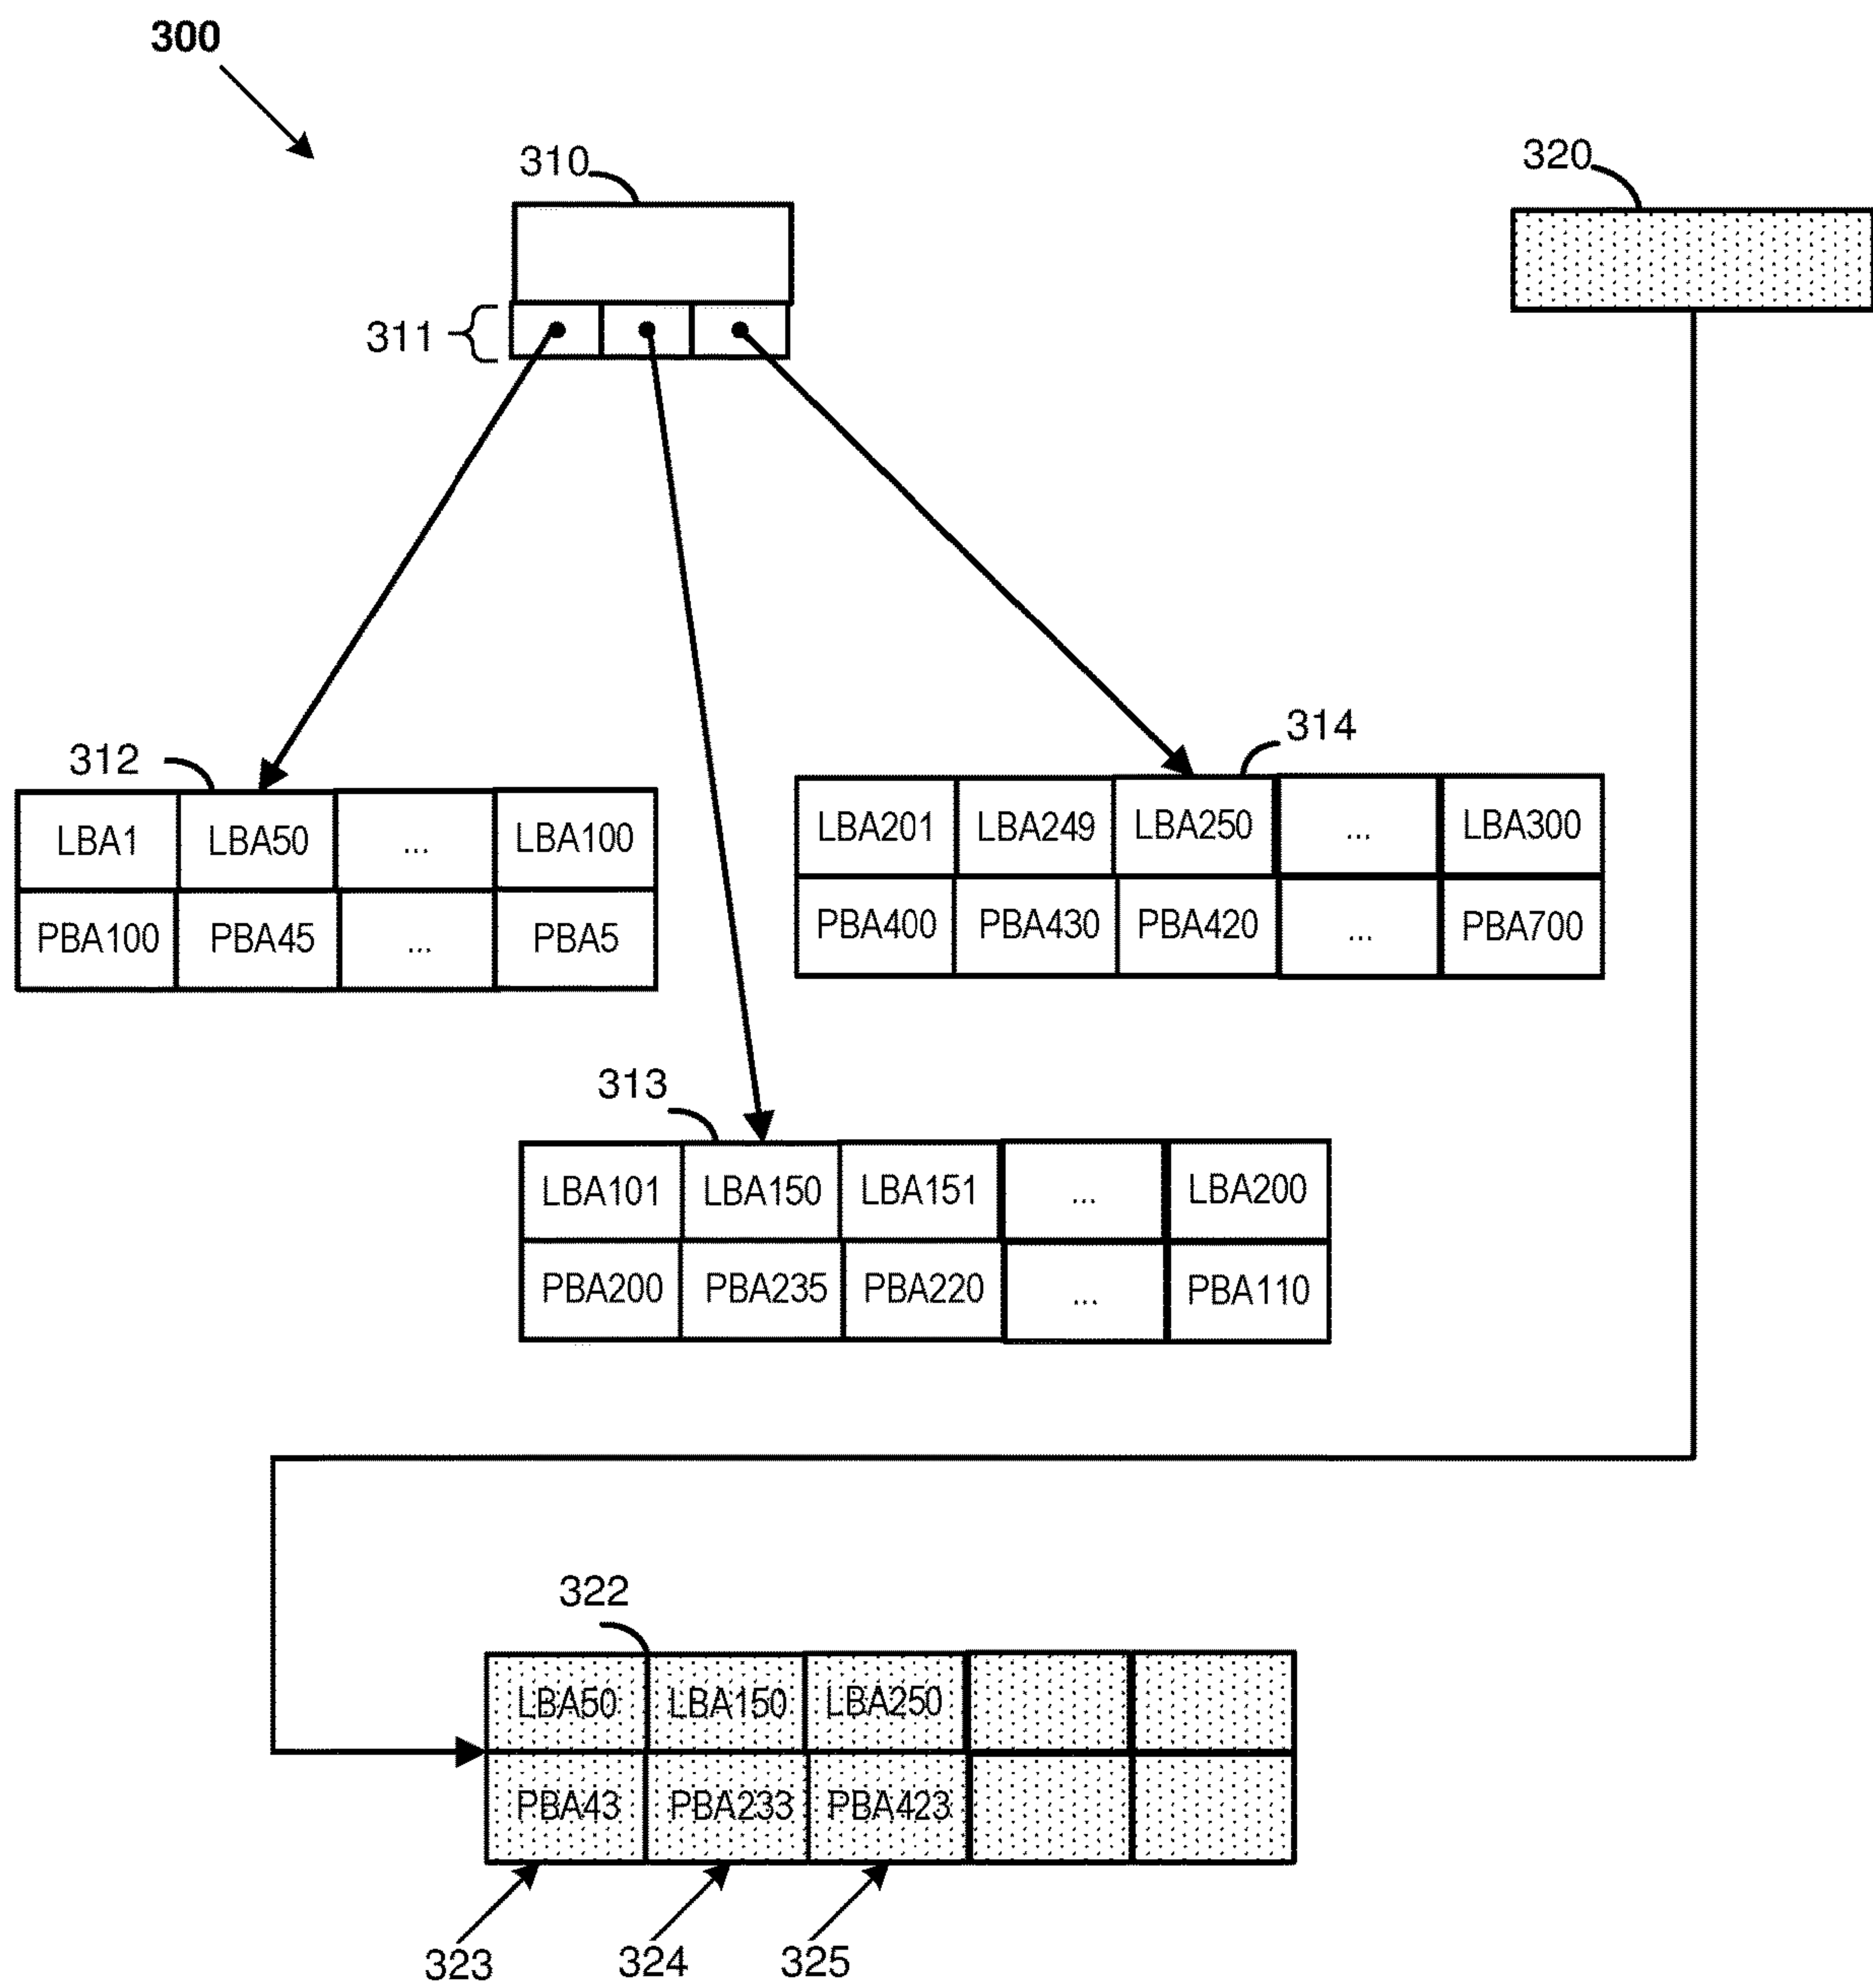 300
310
320
311
312
314
LBA1 LBA50 ... LBA100
PBA100 PBA45 ... PBA5
LBA201 LBA249 LBA250 ... LBA300
PBA400 PBA430 PBA420 ... PBA700
313
LBA101 LBA150 LBA151 ... LBA200
PBA200 PBA235 PBA220 ... PBA110
322
LBA50 LBA150 LBA250
PBA43 PBA233 PBA423
323 324 325